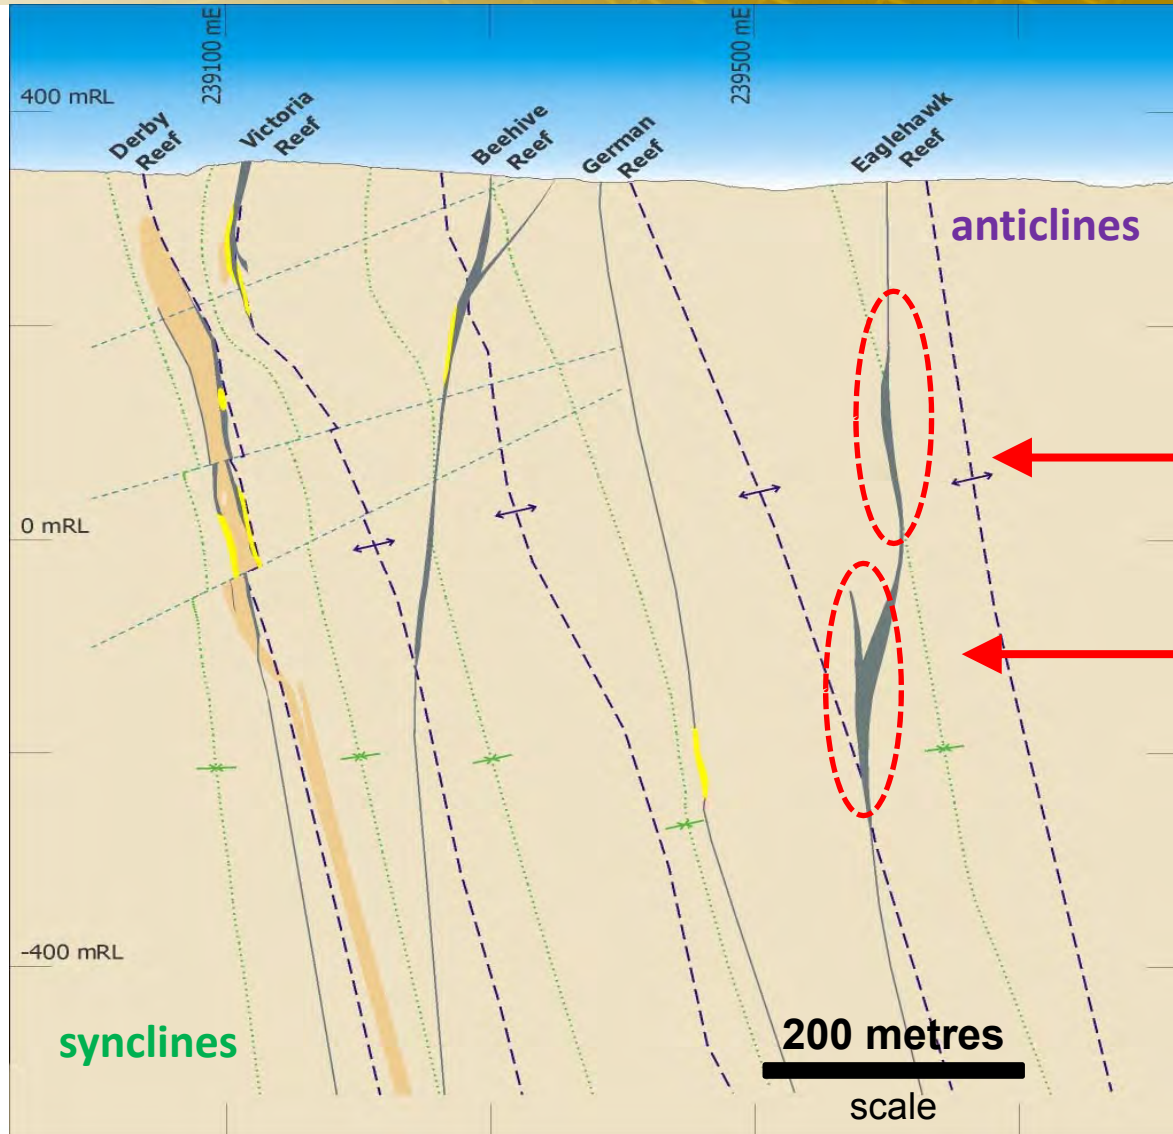 239100 mE
239500 mE
400 mRL
Derby
Reef
Victoria
Reef
Beehive
Reef
German
Reef
Eaglehawk
Reef
anticlines
0 mRL
-400 mRL
synclines
200 metres
scale